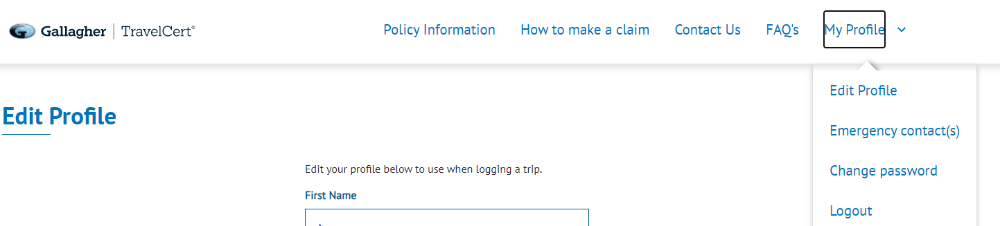 Gallagher | TravelCert®
Policy Information How to make a claim Contact Us FAQ's My Profile
Edit Profile
Emergency contact(s)
Change password
Logout
Edit Profile
Edit your profile below to use when logging a trip.
First Name